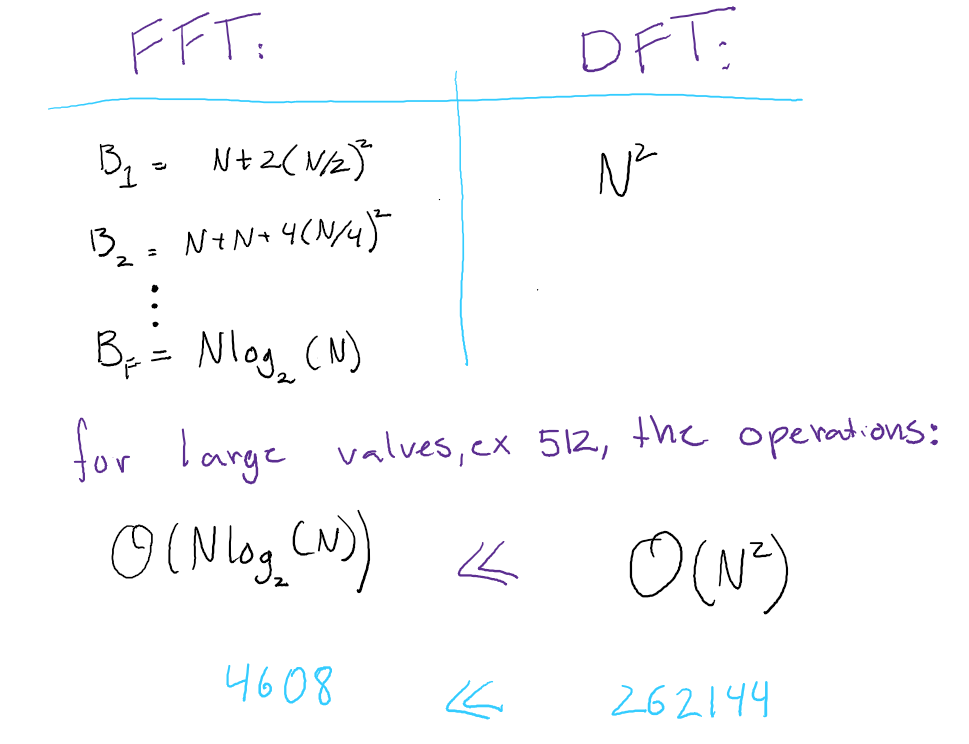 FFT: DFT:
B₁ = N+2(N/2)² N²
B₂ = N+N+4(N/4)²
⋮
B_F = Nlog₂(N)
for large values, ex 512, the operations:
O(Nlog₂(N)) ≪ O(N²)
4608 ≪ 262144